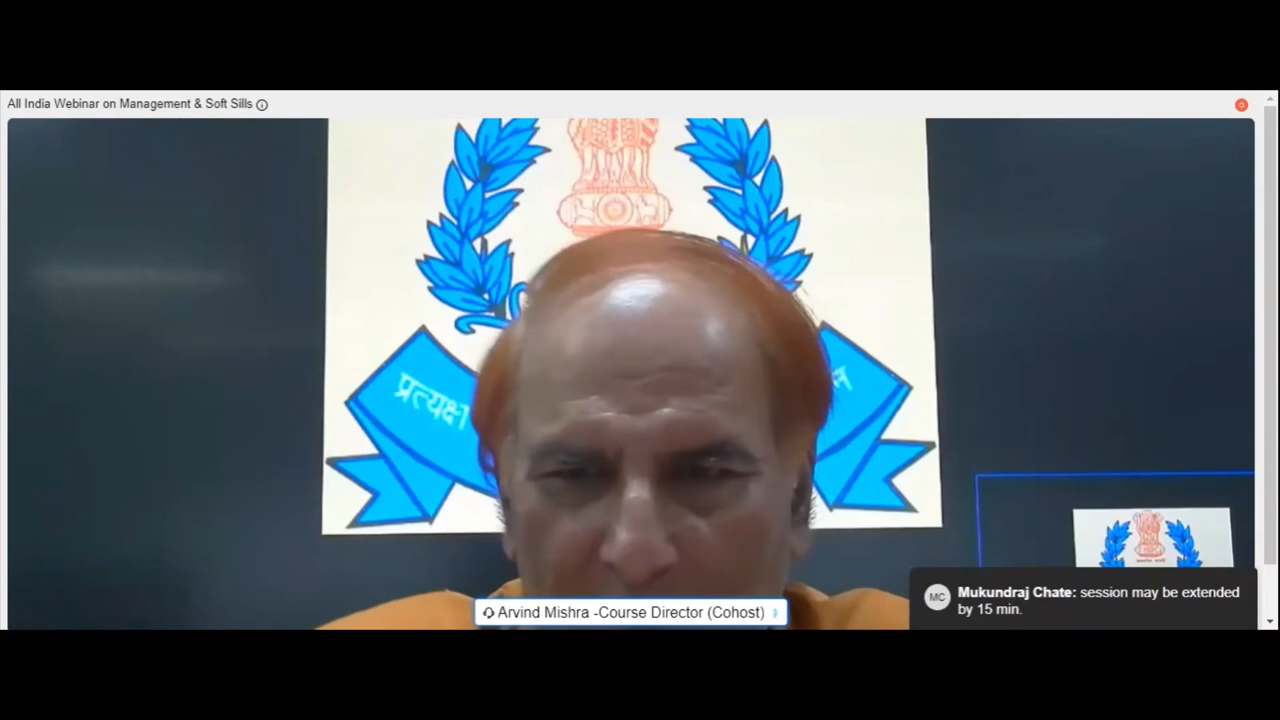 All India Webinar on Management & Soft Sills
प्रत्यक्ष
Arvind Mishra -Course Director (Cohost)
MC
Mukundraj Chate: session may be extended
by 15 min.